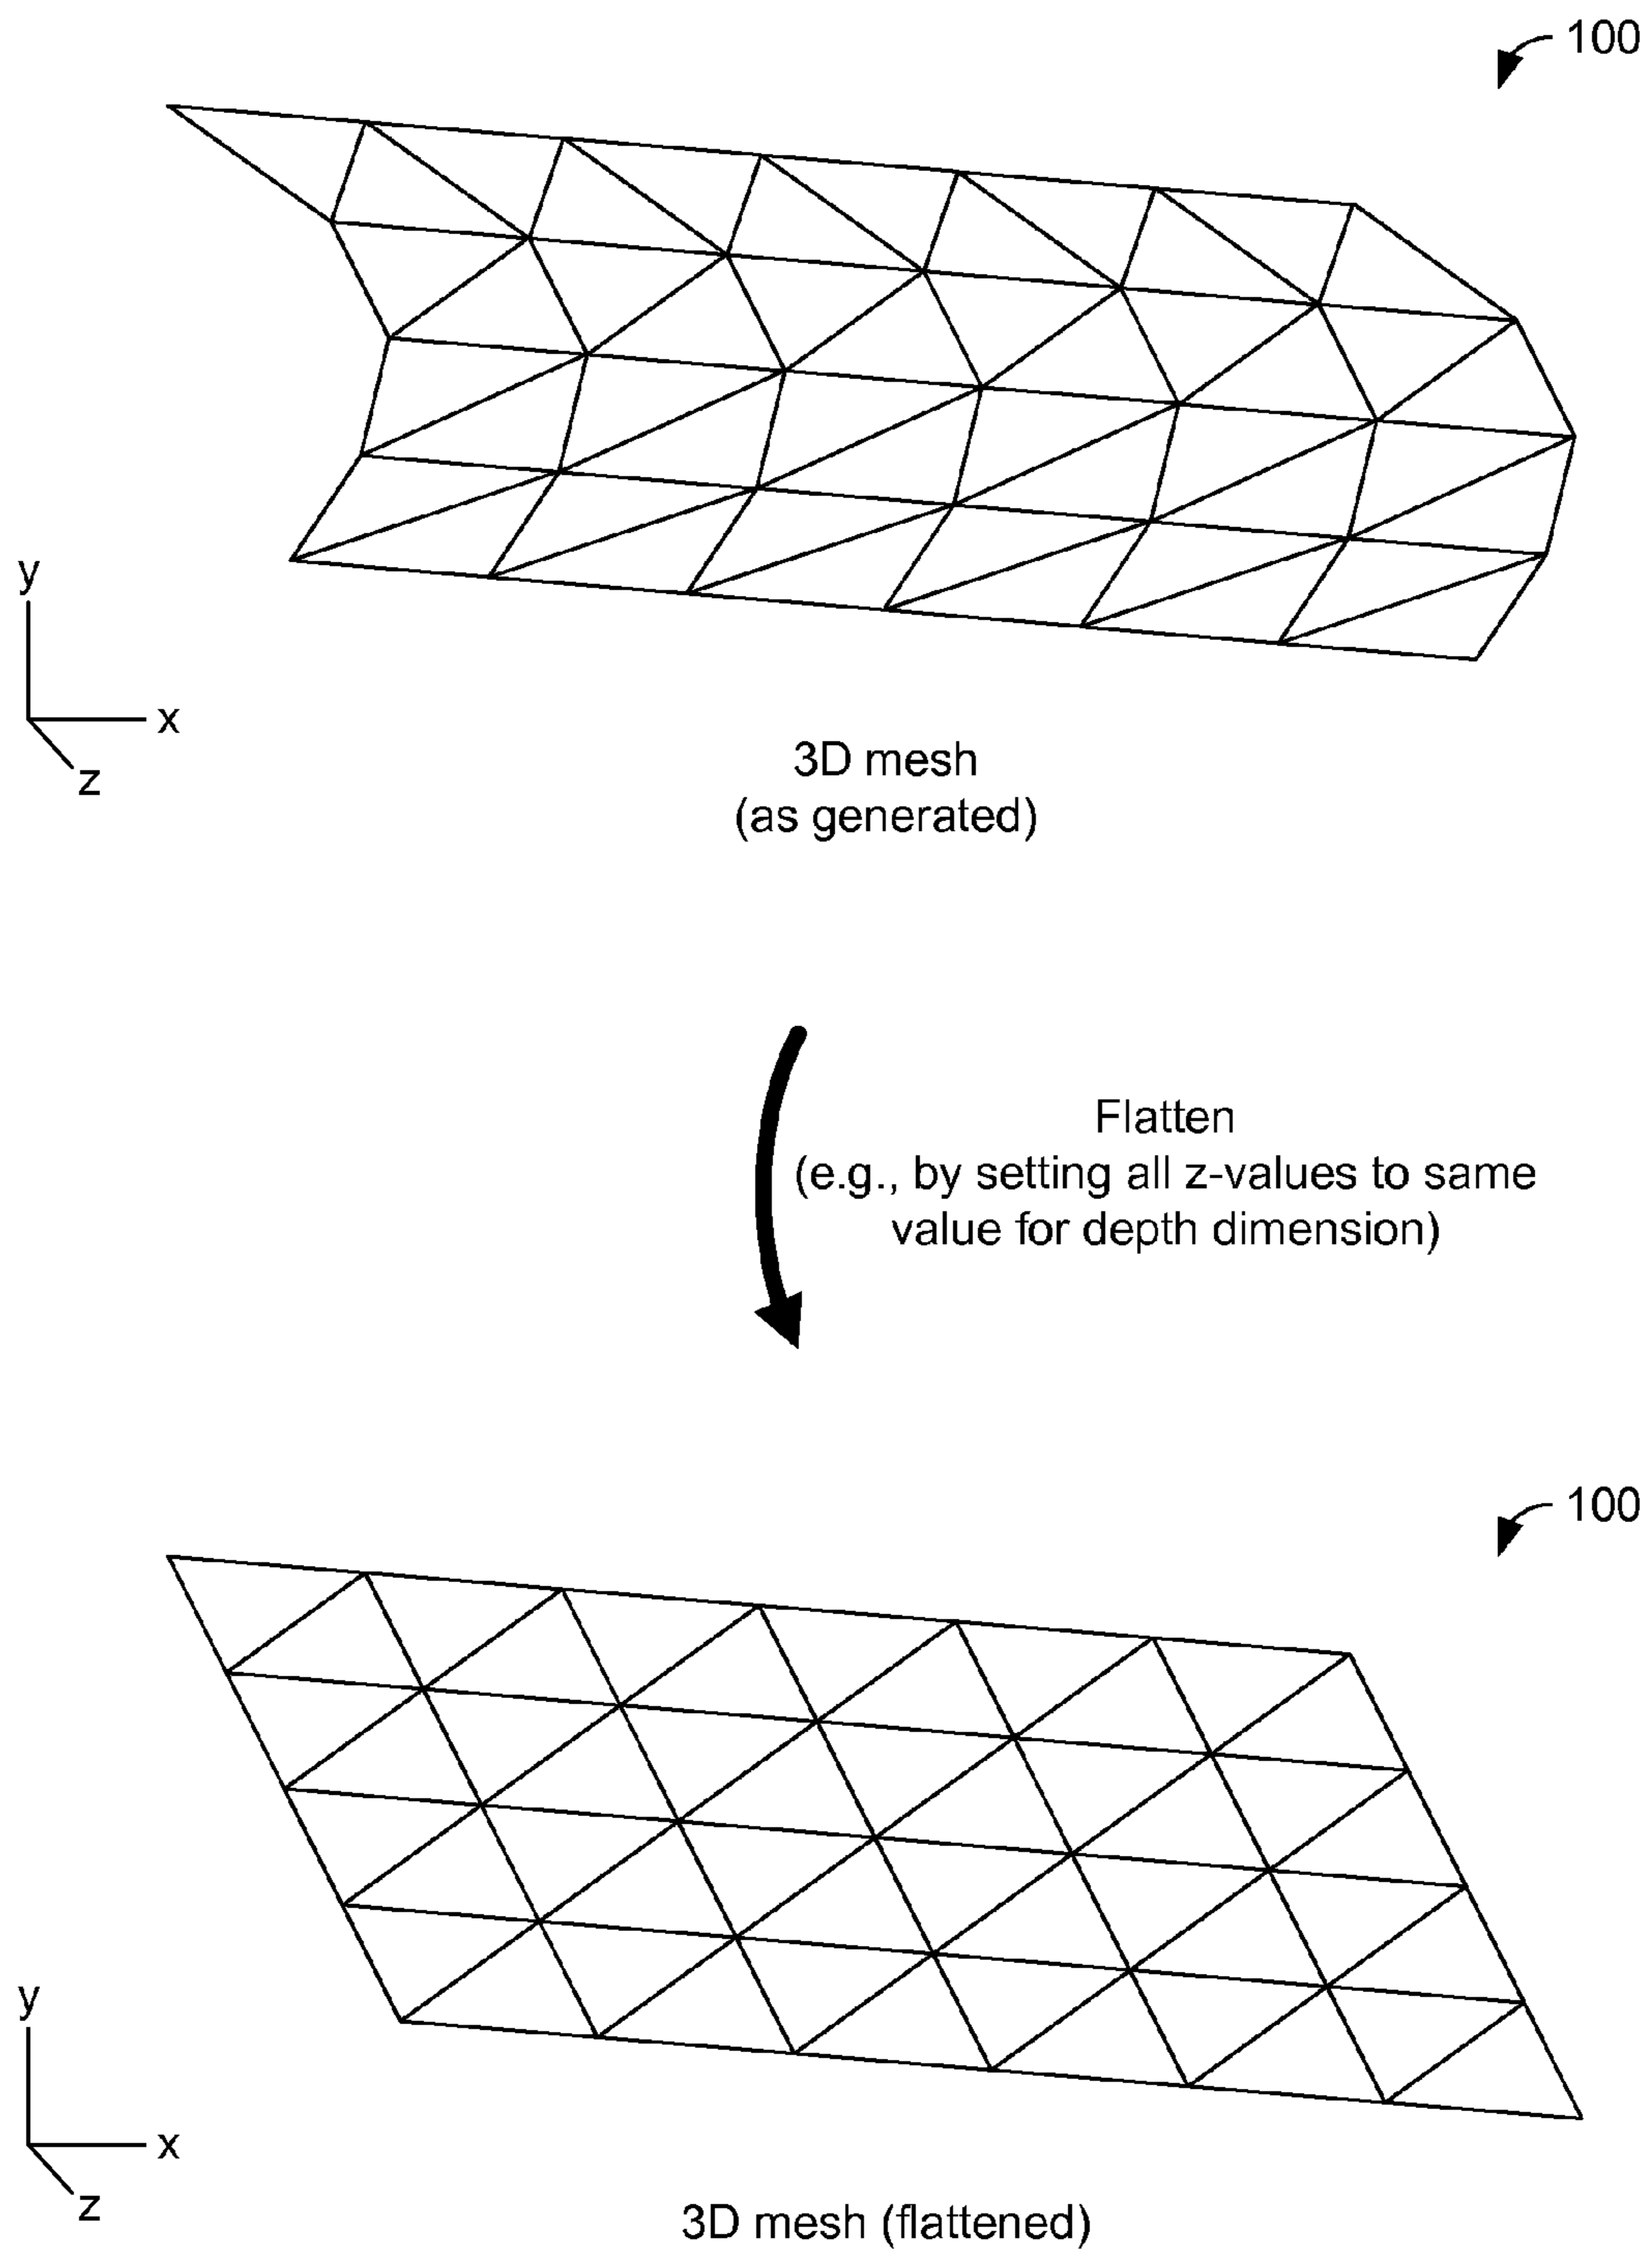 100
y
x
z
3D mesh
(as generated)
Flatten
(e.g., by setting all z-values to same
value for depth dimension)
100
y
x
z
3D mesh (flattened)